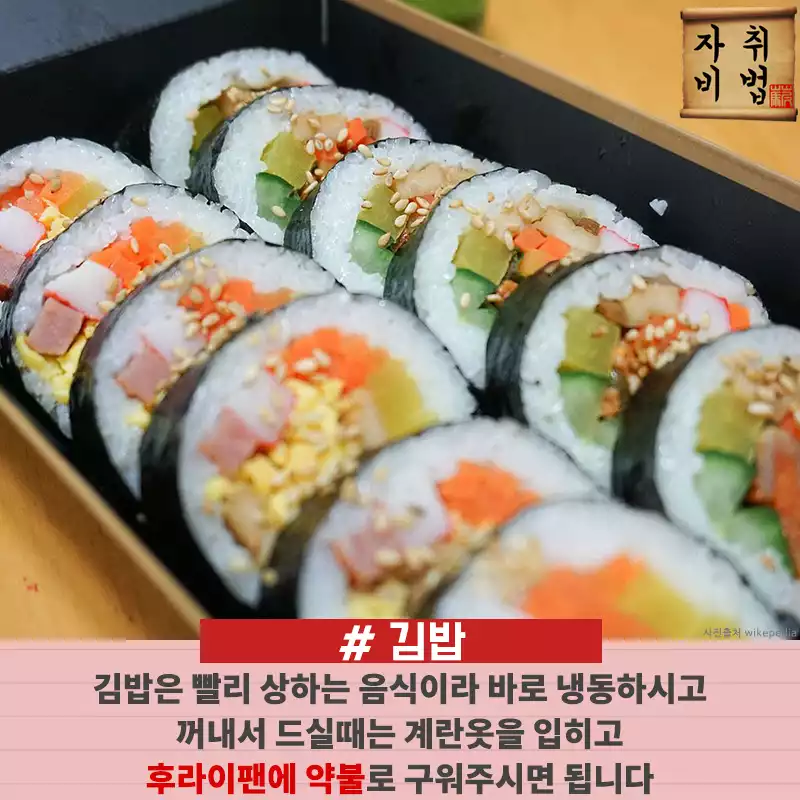 자취
비법
사진출처 wikepedia
# 김밥
김밥은 빨리 상하는 음식이라 바로 냉동하시고
꺼내서 드실때는 계란옷을 입히고
후라이팬에 약불로 구워주시면 됩니다